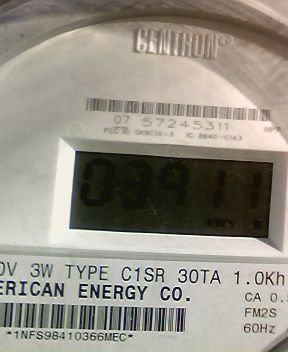 CENTRON®
07 57245311
03911
kWh
0V 3W TYPE C1SR 30TA 1.0Kh
ERICAN ENERGY CO.
CA 0.
FM2S
60Hz
*1NFS98410366MEC*